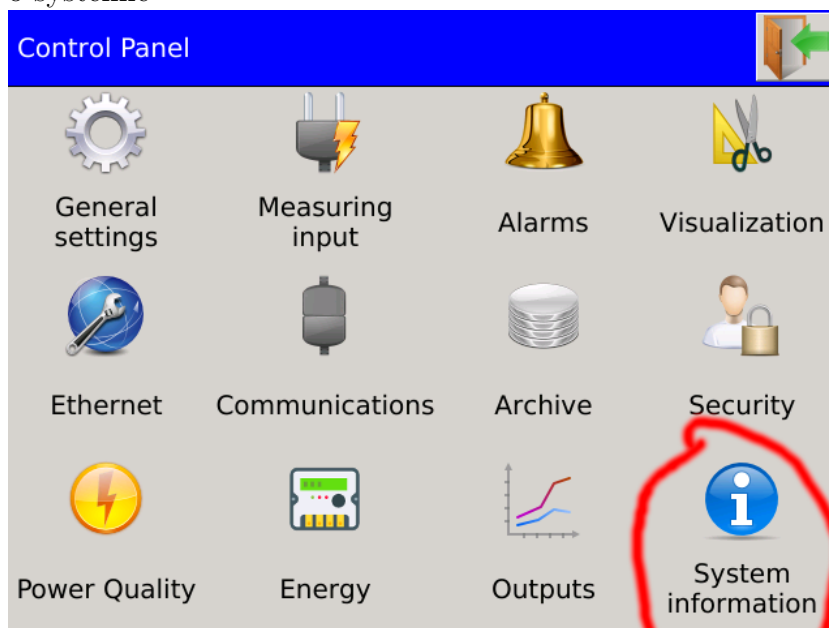 Control Panel
General
settings
Measuring
input
Alarms
Visualization
Ethernet
Communications
Archive
Security
Power Quality
Energy
Outputs
System
information